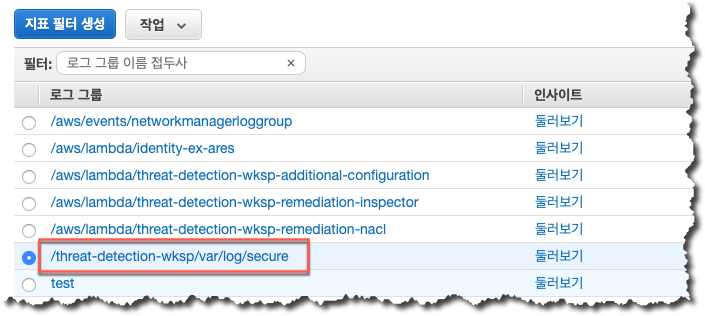 지표 필터 생성 작업
필터: 로그 그룹 이름 접두사 ×
로그 그룹 인사이트
/aws/events/networkmanagerloggroup 둘러보기
/aws/lambda/identity-ex-ares 둘러보기
/aws/lambda/threat-detection-wksp-additional-configuration 둘러보기
/aws/lambda/threat-detection-wksp-remediation-inspector 둘러보기
/aws/lambda/threat-detection-wksp-remediation-nacl 둘러보기
/threat-detection-wksp/var/log/secure 둘러보기
test 둘러보기